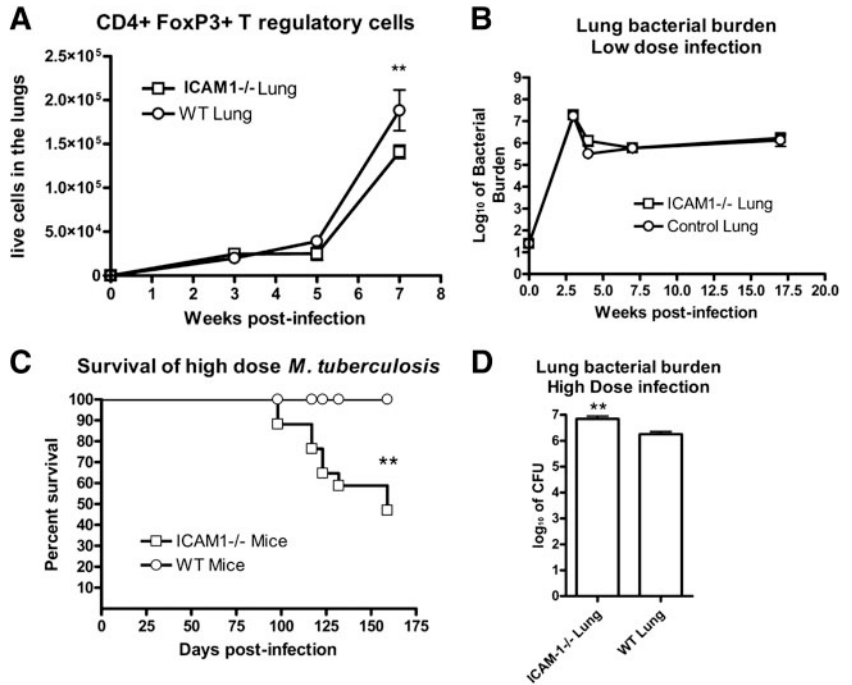 A
CD4+ FoxP3+ T regulatory cells
live cells in the lungs
2.5×10⁵
2.0×10⁵
1.5×10⁵
1.0×10⁵
5.0×10⁴
0
ICAM1-/- Lung
WT Lung
**
0 1 2 3 4 5 6 7 8
Weeks post-infection
B
Lung bacterial burden
Low dose infection
Log₁₀ of Bacterial
Burden
9
8
7
6
5
4
3
2
1
0
ICAM1-/- Lung
Control Lung
0.0 2.5 5.0 7.5 10.0 12.5 15.0 17.5 20.0
Weeks post-infection
C
Survival of high dose M. tuberculosis
Percent survival
100
90
80
70
60
50
40
30
20
10
**
ICAM1-/- Mice
WT Mice
0 25 50 75 100 125 150 175
Days post-infection
D
Lung bacterial burden
High Dose infection
log₁₀ of CFU
7
6
5
4
3
2
1
0
**
ICAM-1-/- Lung
WT Lung